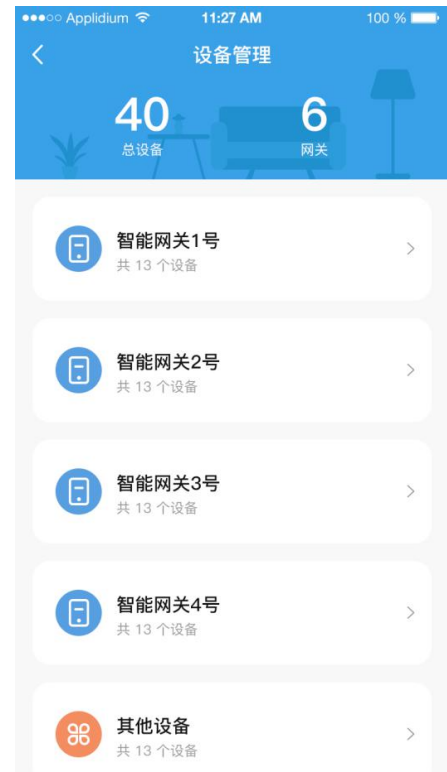 Applidium 11:27 AM 100 %
设备管理
40 6
总设备 网关
智能网关1号
共 13 个设备
智能网关2号
共 13 个设备
智能网关3号
共 13 个设备
智能网关4号
共 13 个设备
其他设备
共 13 个设备